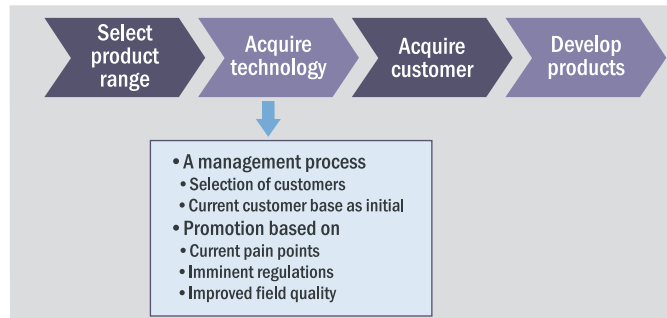 Select
product
range
Acquire
technology
Acquire
customer
Develop
products
• A management process
• Selection of customers
• Current customer base as initial
• Promotion based on
• Current pain points
• Imminent regulations
• Improved field quality